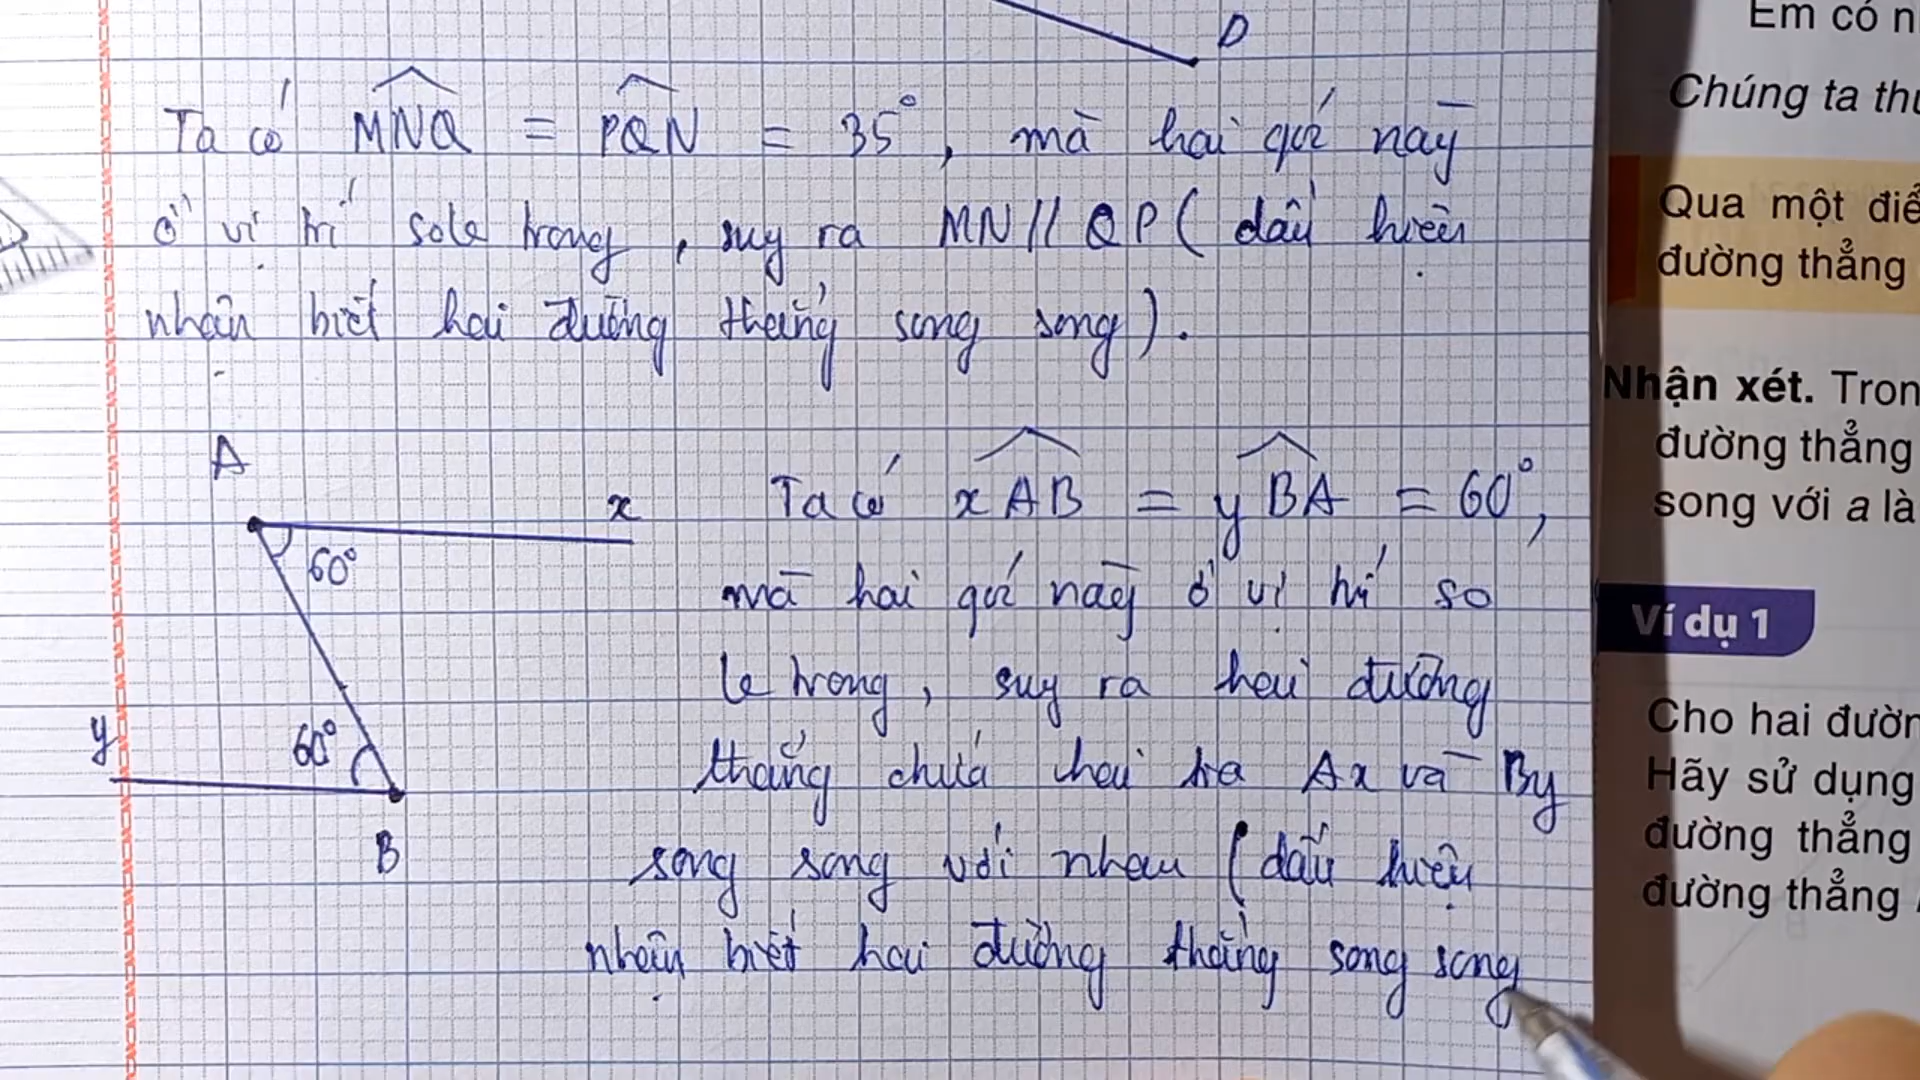 D
Ta có MNQ = PQN = 35°, mà hai góc này
ở vị trí sole trong, suy ra MN // QP ( dấu hiệu
nhận biết hai đường thẳng song song).
A
x
60°
y
60°
B
Ta có xAB = yBA = 60°,
mà hai góc này ở vị trí so
le trong, suy ra hai đường
thẳng chứa hai tia Ax và By
song song với nhau (dấu hiệu
nhận biết hai đường thẳng song song
Em có n
Chúng ta thu
Qua một điể
đường thẳng
Nhận xét. Tron
đường thẳng
song với a là
Ví dụ 1
Cho hai đườn
Hãy sử dụng
đường thẳng
đường thẳng